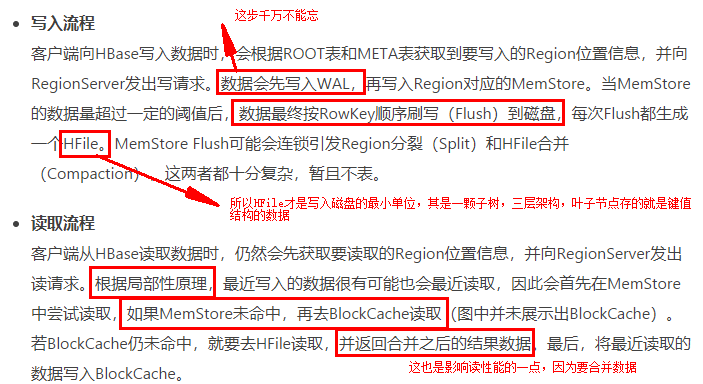 这步千万不能忘
写入流程
客户端向HBase写入数据时，会根据ROOT表和META表获取到要写入的Region位置信息，并向
RegionServer发出写请求。数据会先写入WAL，再写入Region对应的MemStore。当MemStore
的数据量超过一定的阈值后，数据最终按RowKey顺序刷写（Flush）到磁盘，每次Flush都生成
一个HFile。MemStore Flush可能会连锁引发Region分裂（Split）和HFile合并
（Compaction），这两者都十分复杂，暂且不表。
所以HFile才是写入磁盘的最小单位，其是一颗子树，三层架构，叶子节点存的就是键值
结构的数据
读取流程
客户端从HBase读取数据时，仍然会先获取要读取的Region位置信息，并向RegionServer发出
读请求。根据局部性原理，最近写入的数据很有可能也会最近读取，因此会首先在MemStore
中尝试读取，如果MemStore未命中，再去BlockCache读取（图中并未展示出BlockCache）。
若BlockCache仍未命中，就要去HFile读取，并返回合并之后的结果数据。最后，将最近读取的
数据写入BlockCache。
这也是影响读性能的一点，因为要合并数据